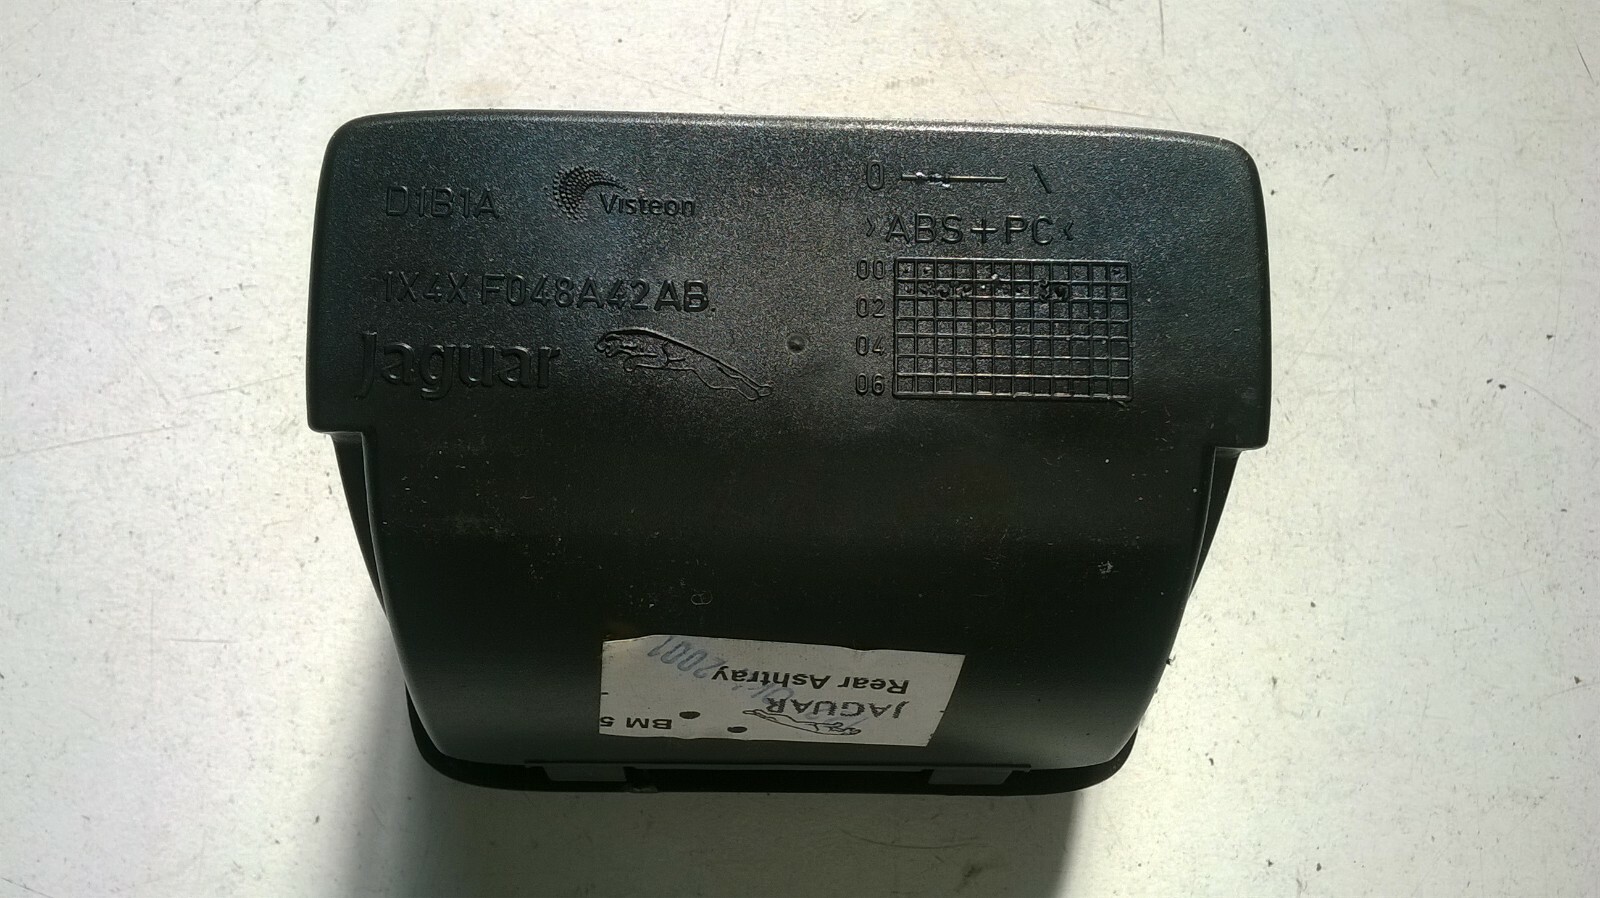 D1B1A
Visteon
1X4X F048A42AB.
Jaguar
0
>ABS+PC<
00
02
04
06
JAGUAR
BM 5
Rear Ashtray
2001